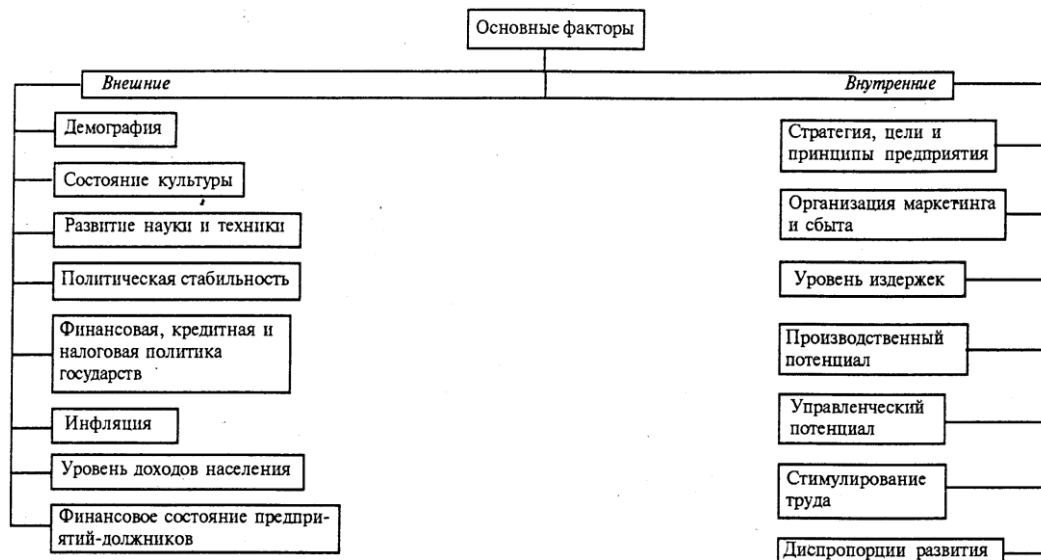 Основные факторы
Внешние
Внутренние
Демография
Состояние культуры
Развитие науки и техники
Политическая стабильность
Финансовая, кредитная и
налоговая политика
государств
Инфляция
Уровень доходов населения
Финансовое состояние предпри-
ятий-должников
Стратегия, цели и
принципы предприятия
Организация маркетинга
и сбыта
Уровень издержек
Производственный
потенциал
Управленческий
потенциал
Стимулирование
труда
Диспропорции развития